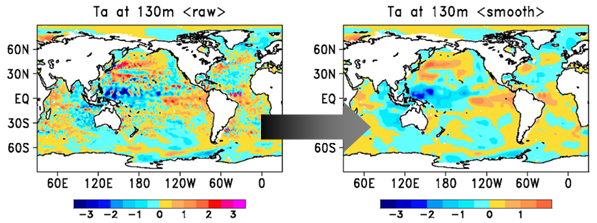 Ta at 130m <raw>
Ta at 130m <smooth>
60N
30N
EQ
30S
60S
60N
30N
EQ
30S
60S
60E 120E 180 120W 60W 0
60E 120E 180 120W 60W 0
-3 -2 -1 0 1 2 3
-3 -2 -1 0 1